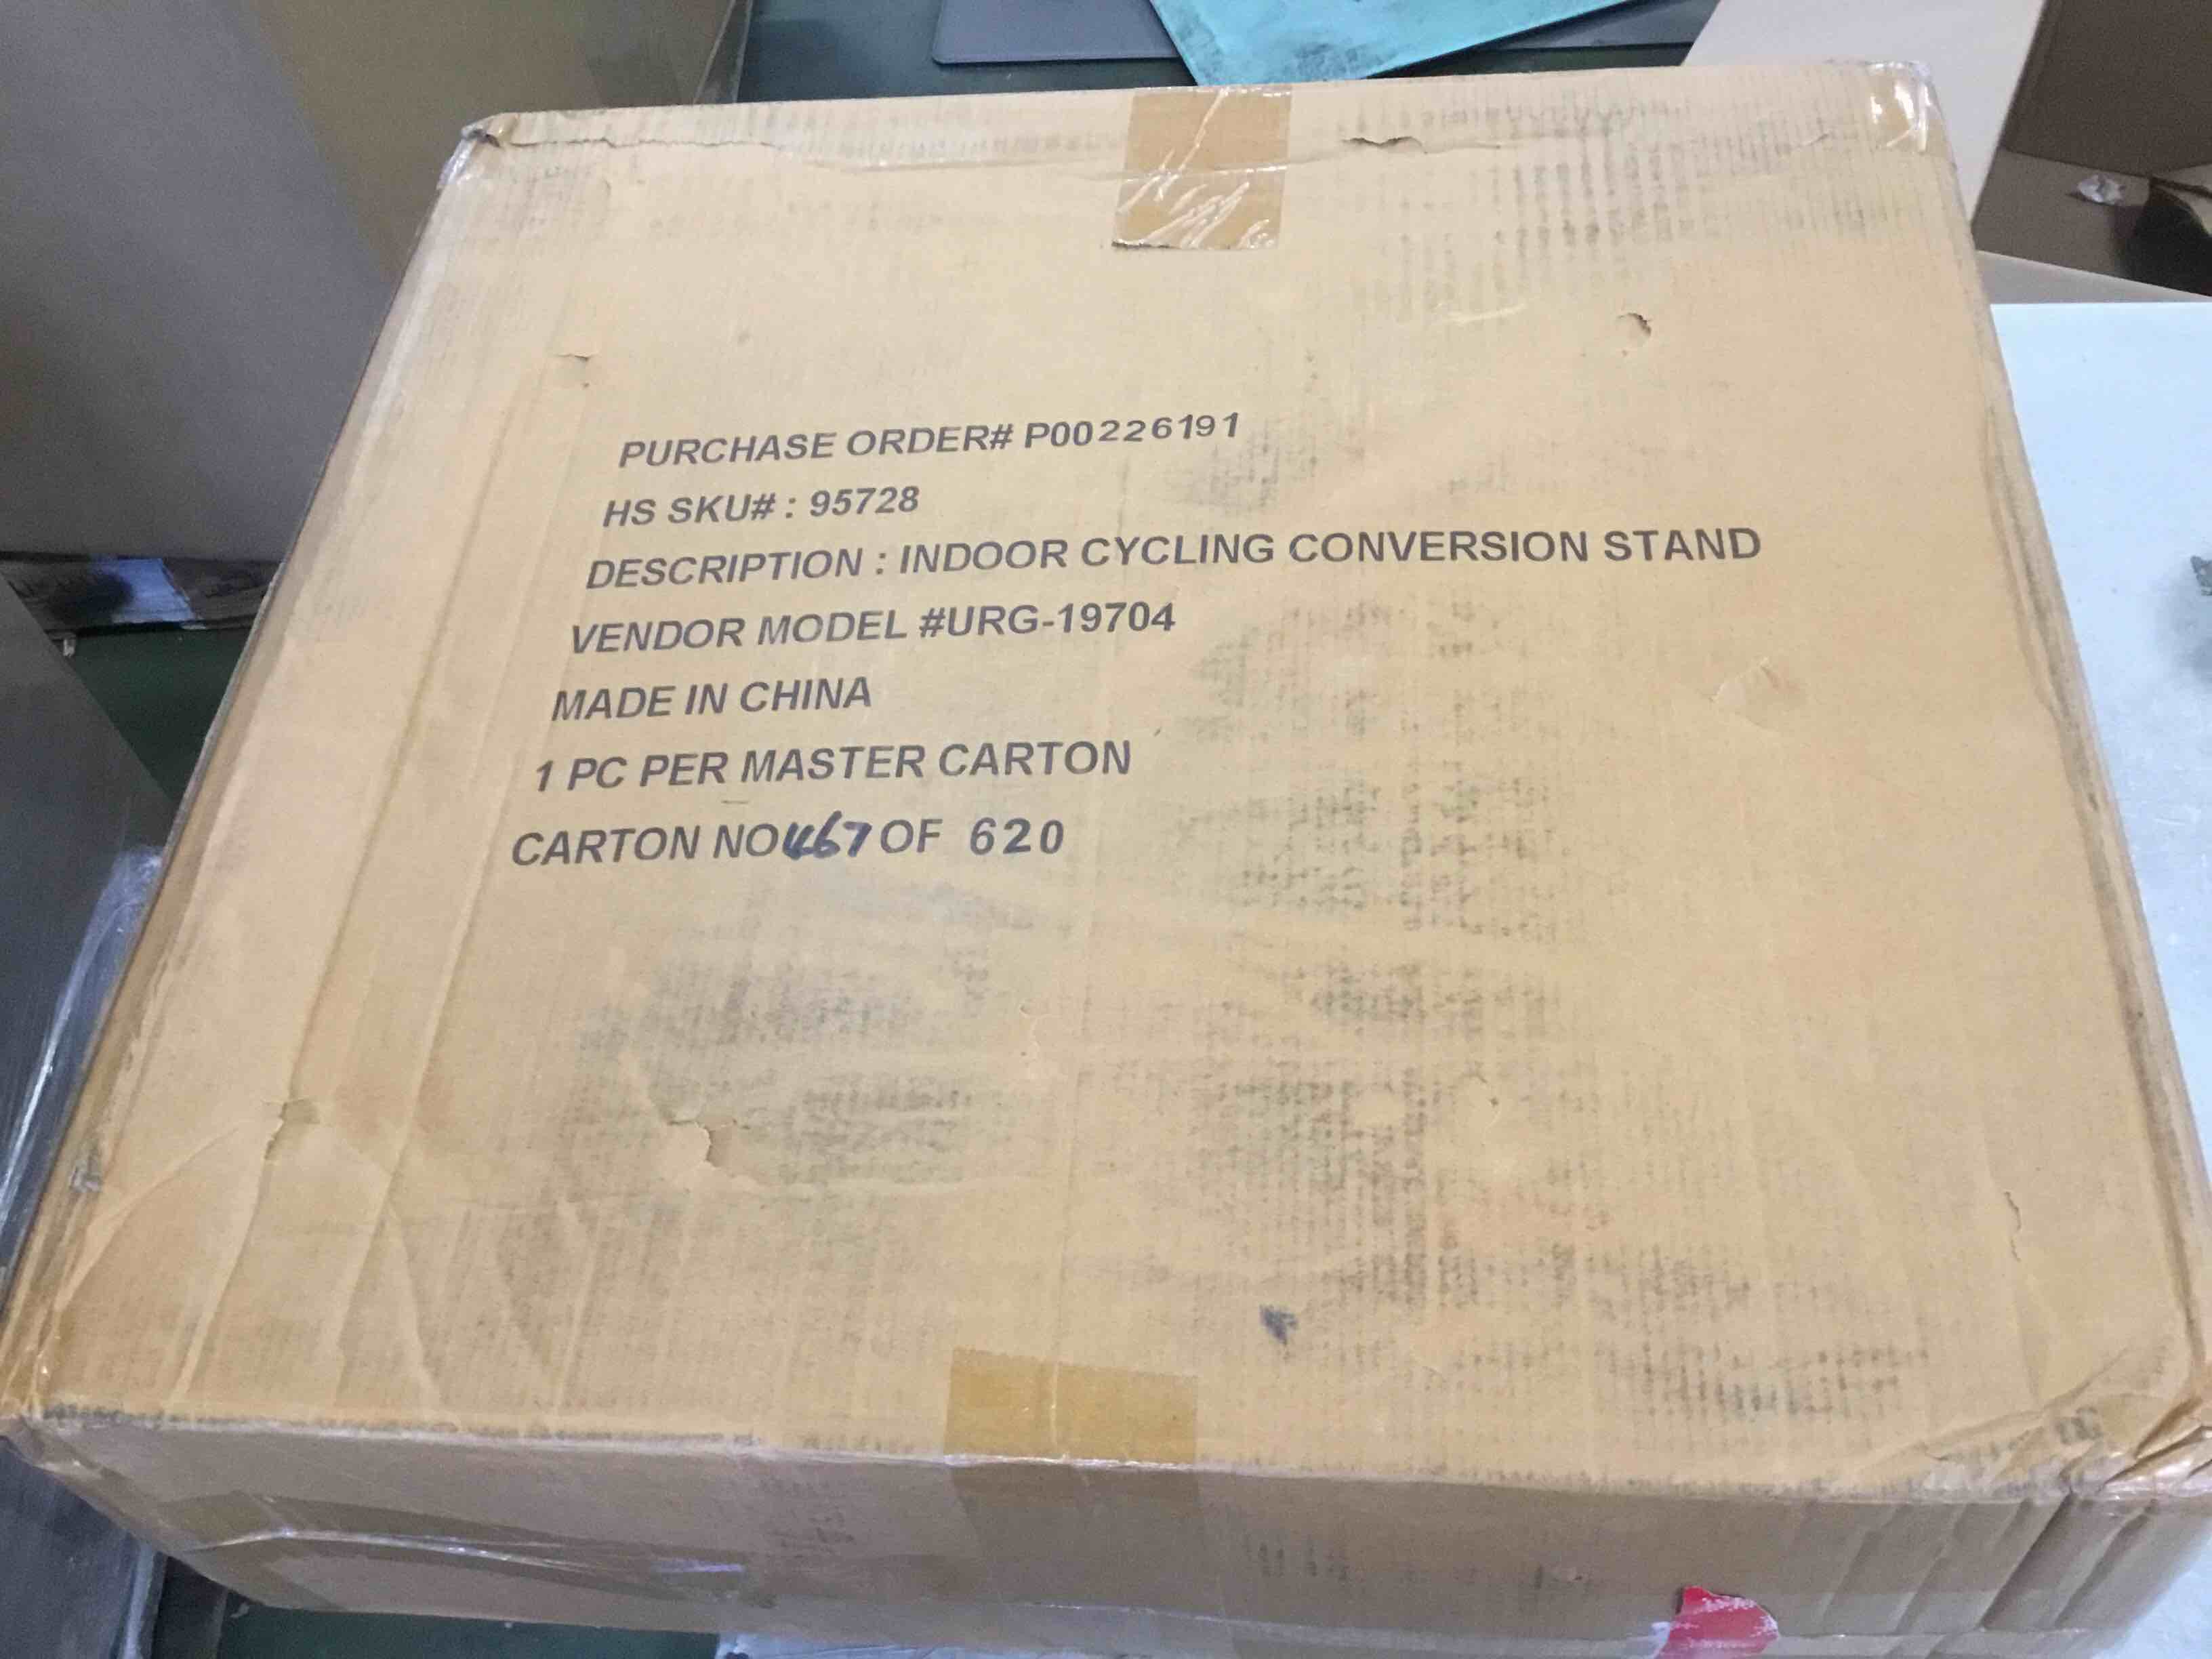 PURCHASE ORDER# P00226191
HS SKU# : 95728
DESCRIPTION : INDOOR CYCLING CONVERSION STAND
VENDOR MODEL #URG-19704
MADE IN CHINA
1 PC PER MASTER CARTON
CARTON NO 467 OF 620